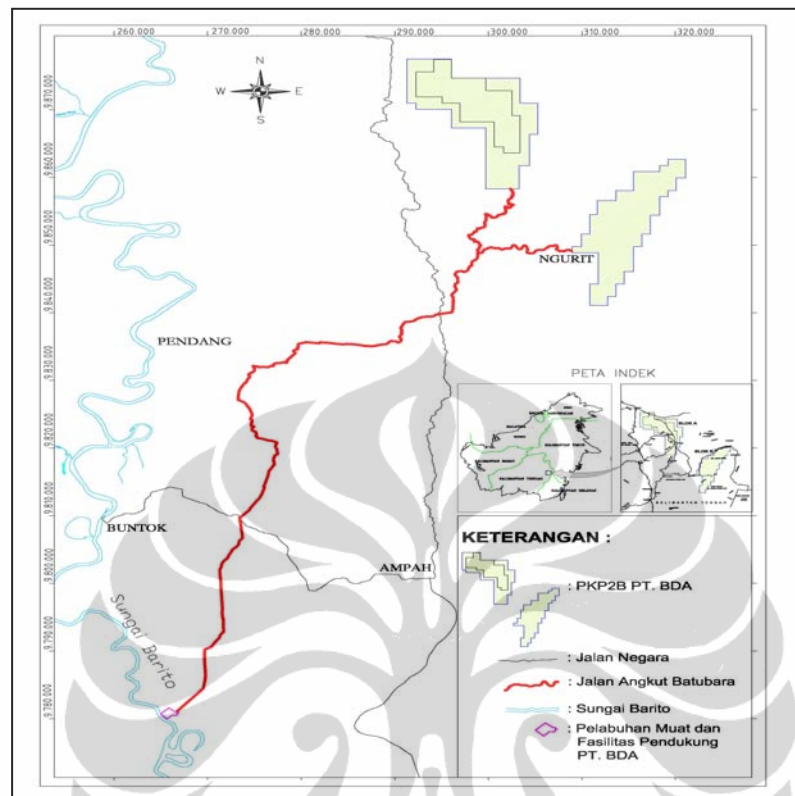 260.000
270.000
280.000
290.000
300.000
310.000
320.000
N
W E
S
9.870.000
9.860.000
9.850.000
9.840.000
9.830.000
9.820.000
9.810.000
9.800.000
9.790.000
9.780.000
NGURIT
PENDANG
BUNTOK
AMPAH
Sungai Barito
PETA INDEK
BLOK A
KALIMANTAN TENGAH
KETERANGAN :
: PKP2B PT. BDA
: Jalan Negara
: Jalan Angkut Batubara
: Sungai Barito
: Pelabuhan Muat dan
Fasilitas Pendukung
PT. BDA